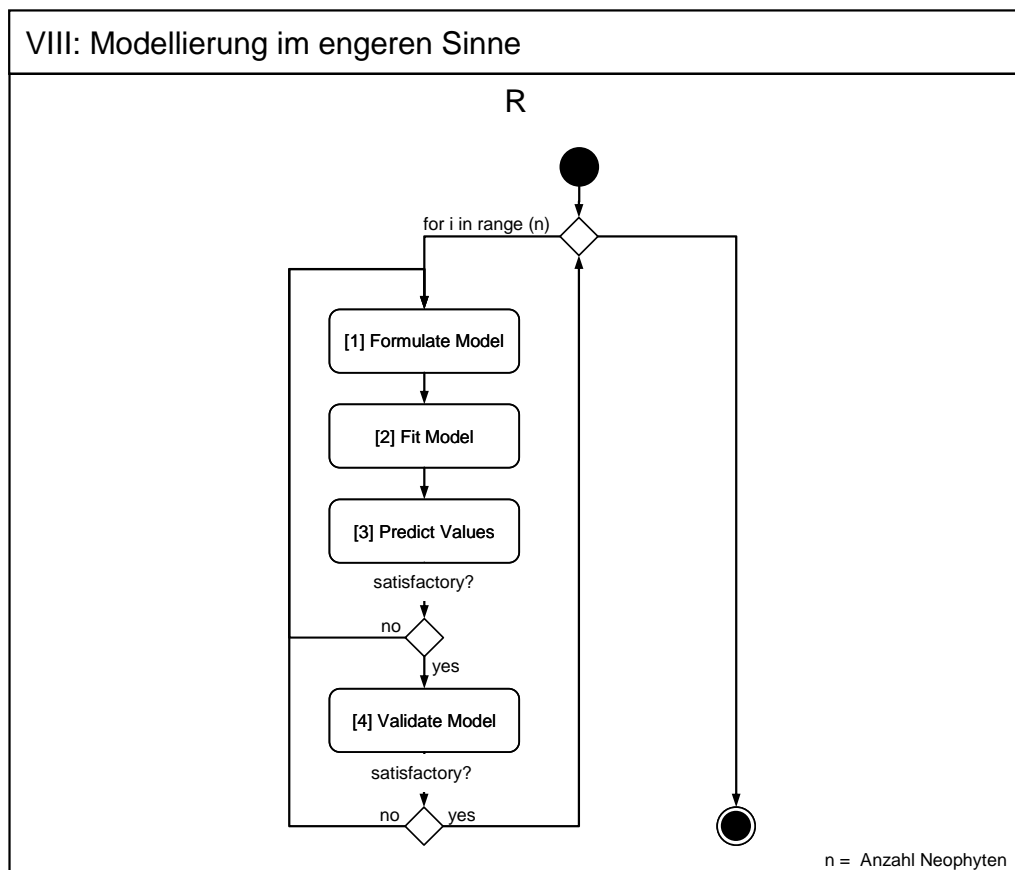 VIII: Modellierung im engeren Sinne
R
for i in range (n)
[1] Formulate Model
[2] Fit Model
[3] Predict Values
satisfactory?
no
yes
[4] Validate Model
satisfactory?
no yes
n = Anzahl Neophyten